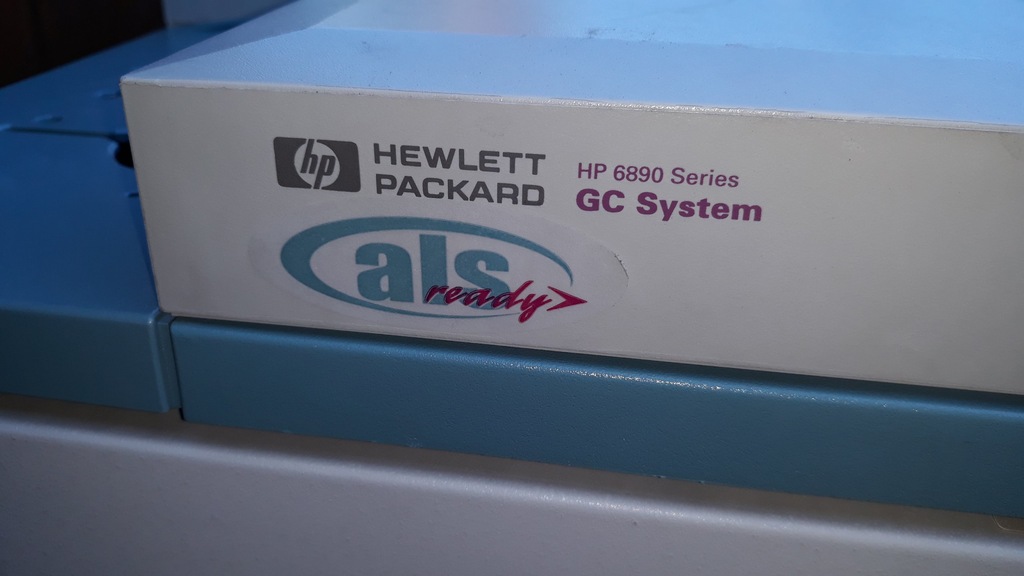 hp HEWLETT
PACKARD
HP 6890 Series
GC System
als
ready